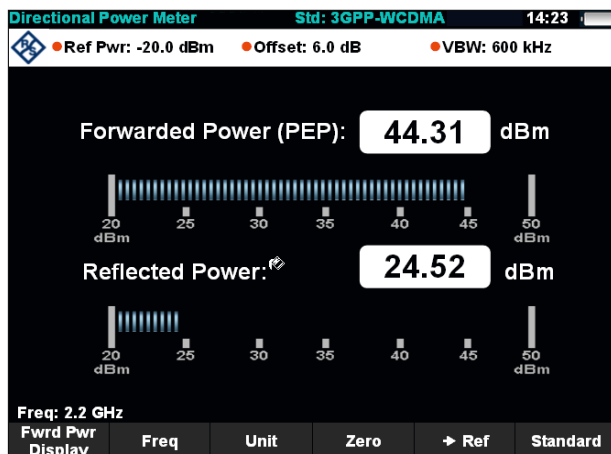 Directional Power Meter Std: 3GPP-WCDMA 14:23
Ref Pwr: -20.0 dBm Offset: 6.0 dB VBW: 600 kHz
Forwarded Power (PEP): 44.31 dBm
20 25 30 35 40 45 50
dBm dBm
Reflected Power: 24.52 dBm
20 25 30 35 40 45 50
dBm dBm
Freq: 2.2 GHz
Fwrd Pwr Display Freq Unit Zero → Ref Standard